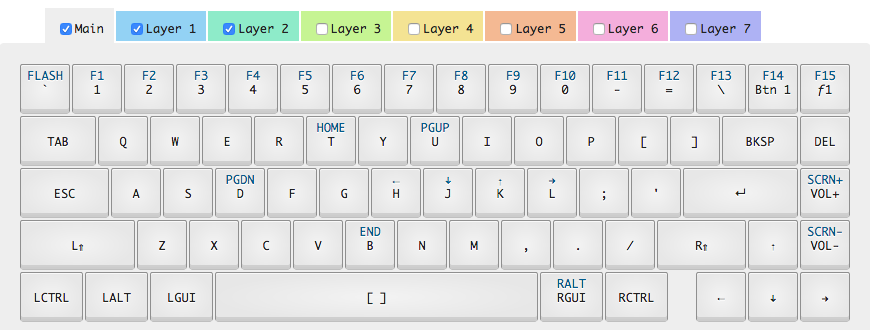 Main Layer 1 Layer 2 Layer 3 Layer 4 Layer 5 Layer 6 Layer 7
FLASH F1 F2 F3 F4 F5 F6 F7 F8 F9 F10 F11 F12 F13 F14 F15
` 1 2 3 4 5 6 7 8 9 0 - = \ Btn 1 ƒ1
HOME PGUP
TAB Q W E R T Y U I O P [ ] BKSP DEL
PGDN ← ↓ ↑ → SCRN+
ESC A S D F G H J K L ; ' ↵ VOL+
END SCRN-
L⇑ Z X C V B N M , . / R⇑ ↑ VOL-
RALT
LCTRL LALT LGUI [ ] RGUI RCTRL ← ↓ →